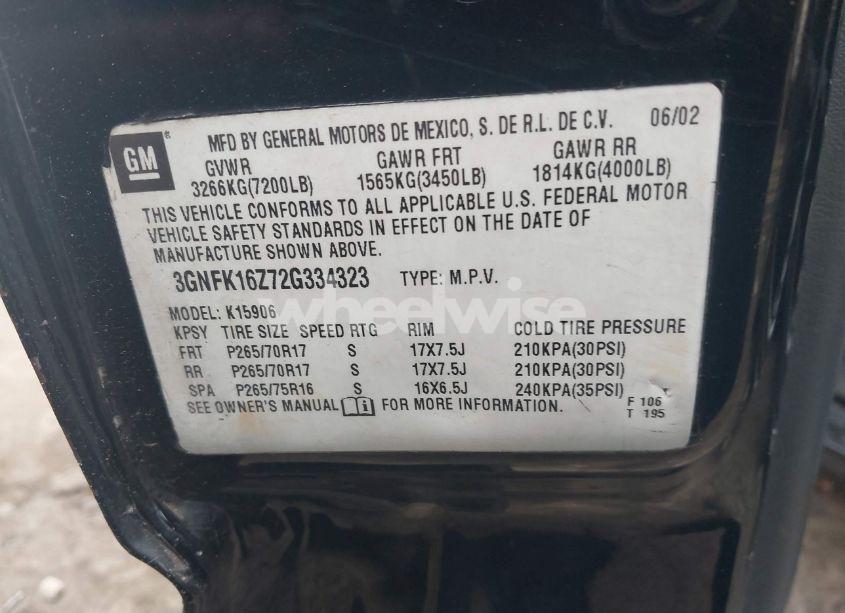 GM
MFD BY GENERAL MOTORS DE MEXICO, S. DE R.L. DE C.V. 06/02
GVWR GAWR FRT GAWR RR
3266KG(7200LB) 1565KG(3450LB) 1814KG(4000LB)
THIS VEHICLE CONFORMS TO ALL APPLICABLE U.S. FEDERAL MOTOR
VEHICLE SAFETY STANDARDS IN EFFECT ON THE DATE OF
MANUFACTURE SHOWN ABOVE.
3GNFK16Z72G334323 TYPE: M.P.V.
wheelwise
MODEL: K15906
KPSY TIRE SIZE SPEED RTG RIM COLD TIRE PRESSURE
FRT P265/70R17 S 17X7.5J 210KPA(30PSI)
RR P265/70R17 S 17X7.5J 210KPA(30PSI)
SPA P265/75R16 S 16X6.5J 240KPA(35PSI)
SEE OWNER'S MANUAL FOR MORE INFORMATION.
F 106
T 195